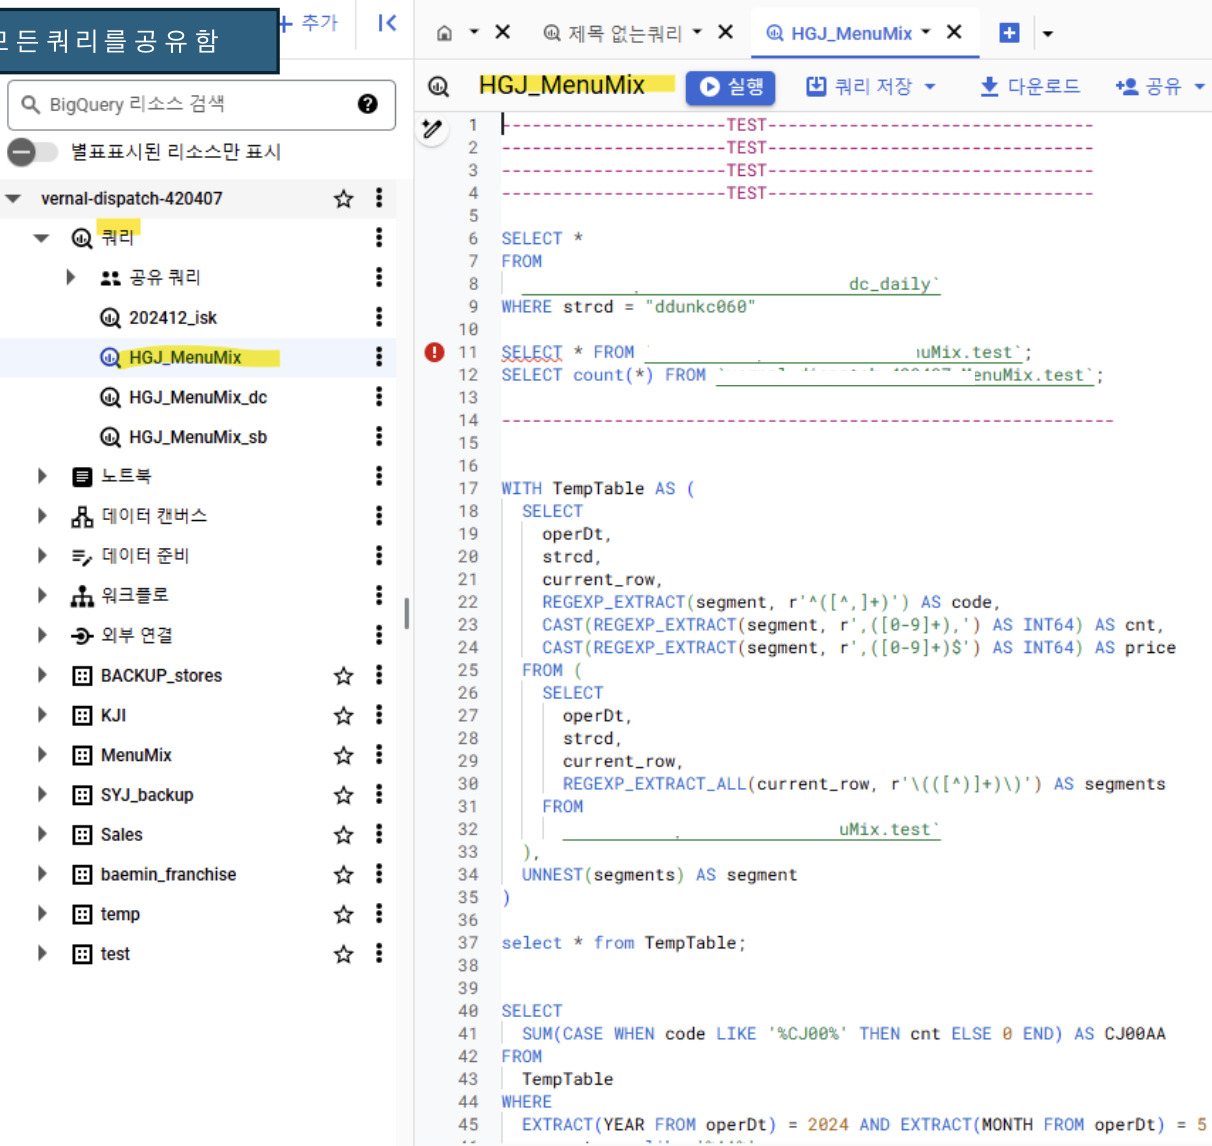 모든 쿼리를 공유함
+ 추가
BigQuery 리소스 검색
별표표시된 리소스만 표시
vernal-dispatch-420407
쿼리
공유 쿼리
202412_isk
HGJ_MenuMix
HGJ_MenuMix_dc
HGJ_MenuMix_sb
노트북
데이터 캔버스
데이터 준비
워크플로
외부 연결
BACKUP_stores
KJI
MenuMix
SYJ_backup
Sales
baemin_franchise
temp
test
제목 없는쿼리
HGJ_MenuMix
HGJ_MenuMix
실행
쿼리 저장
다운로드
공유
1 ----------------------TEST--------------------------------
2 ----------------------TEST--------------------------------
3 ----------------------TEST--------------------------------
4 ----------------------TEST--------------------------------
5
6 SELECT *
7 FROM
8 dc_daily`
9 WHERE strcd = "ddunkc060"
10
11 SELECT * FROM ` uMix.test`;
12 SELECT count(*) FROM ` MenuMix.test`;
13
14 ------------------------------------------------------------
15
16
17 WITH TempTable AS (
18 SELECT
19 operDt,
20 strcd,
21 current_row,
22 REGEXP_EXTRACT(segment, r'^([^,]+)') AS code,
23 CAST(REGEXP_EXTRACT(segment, r',([0-9]+),') AS INT64) AS cnt,
24 CAST(REGEXP_EXTRACT(segment, r',([0-9]+)$') AS INT64) AS price
25 FROM (
26 SELECT
27 operDt,
28 strcd,
29 current_row,
30 REGEXP_EXTRACT_ALL(current_row, r'\(([^)]+)\)') AS segments
31 FROM
32 uMix.test`
33 ),
34 UNNEST(segments) AS segment
35 )
36
37 select * from TempTable;
38
39
40 SELECT
41 SUM(CASE WHEN code LIKE '%CJ00%' THEN cnt ELSE 0 END) AS CJ00AA
42 FROM
43 TempTable
44 WHERE
45 EXTRACT(YEAR FROM operDt) = 2024 AND EXTRACT(MONTH FROM operDt) = 5